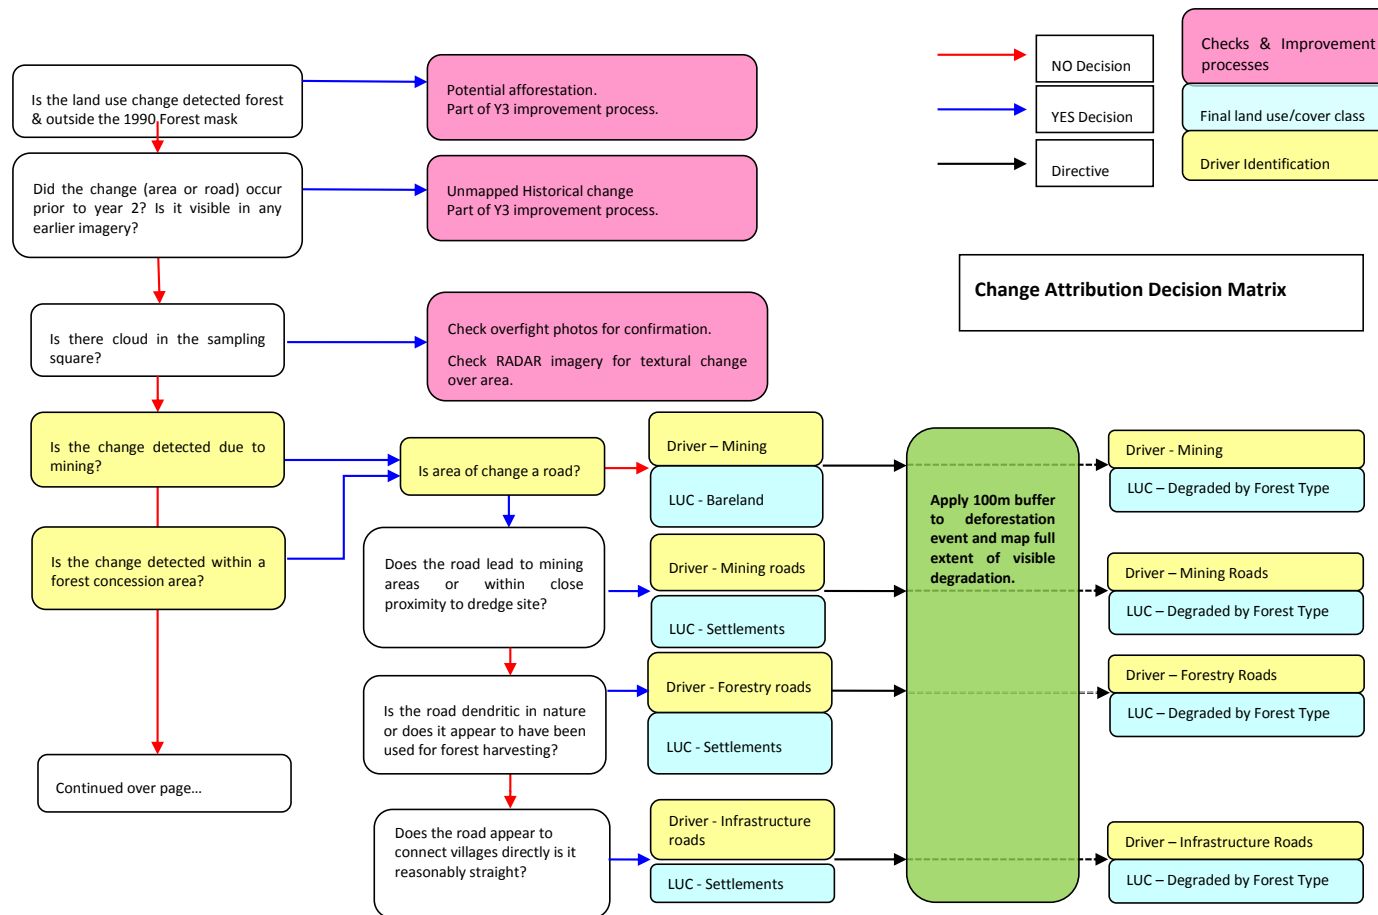 Is the land use change detected forest
& outside the 1990 Forest mask
Potential afforestation.
Part of Y3 improvement process.
NO Decision
YES Decision
Directive
Checks & Improvement
processes
Final land use/cover class
Driver Identification
Did the change (area or road) occur
prior to year 2? Is it visible in any
earlier imagery?
Unmapped Historical change
Part of Y3 improvement process.
Change Attribution Decision Matrix
Is there cloud in the sampling
square?
Check overfight photos for confirmation.
Check RADAR imagery for textural change
over area.
Is the change detected due to
mining?
Is area of change a road?
Driver – Mining
LUC - Bareland
Apply 100m buffer
to deforestation
event and map full
extent of visible
degradation.
Driver - Mining
LUC – Degraded by Forest Type
Is the change detected within a
forest concession area?
Does the road lead to mining
areas or within close
proximity to dredge site?
Driver – Mining roads
LUC - Settlements
Driver – Mining Roads
LUC – Degraded by Forest Type
Is the road dendritic in nature
or does it appear to have been
used for forest harvesting?
Driver - Forestry roads
LUC - Settlements
Driver – Forestry Roads
LUC – Degraded by Forest Type
Continued over page…
Does the road appear to
connect villages directly is it
reasonably straight?
Driver - Infrastructure
roads
LUC - Settlements
Driver – Infrastructure Roads
LUC – Degraded by Forest Type